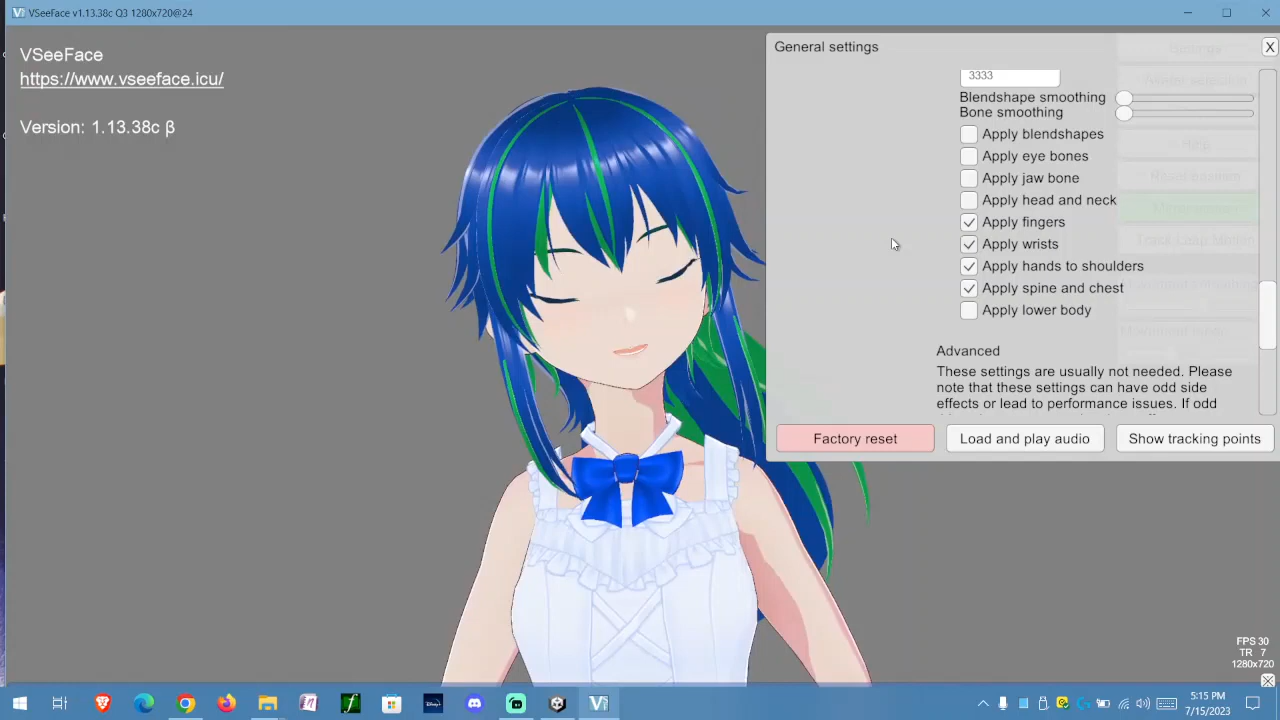 VSeeFace v1.13.38c Q3 1280x720@24
VSeeFace
https://www.vseeface.icu/
Version: 1.13.38c β
General settings
X
3333
Blendshape smoothing
Bone smoothing
Apply blendshapes
Apply eye bones
Apply jaw bone
Apply head and neck
Apply fingers
Apply wrists
Apply hands to shoulders
Apply spine and chest
Apply lower body
Advanced
These settings are usually not needed. Please
note that these settings can have odd side
effects or lead to performance issues. If odd
Factory reset
Load and play audio
Show tracking points
FPS 30
TR 7
1280x720
5:15 PM
7/15/2023